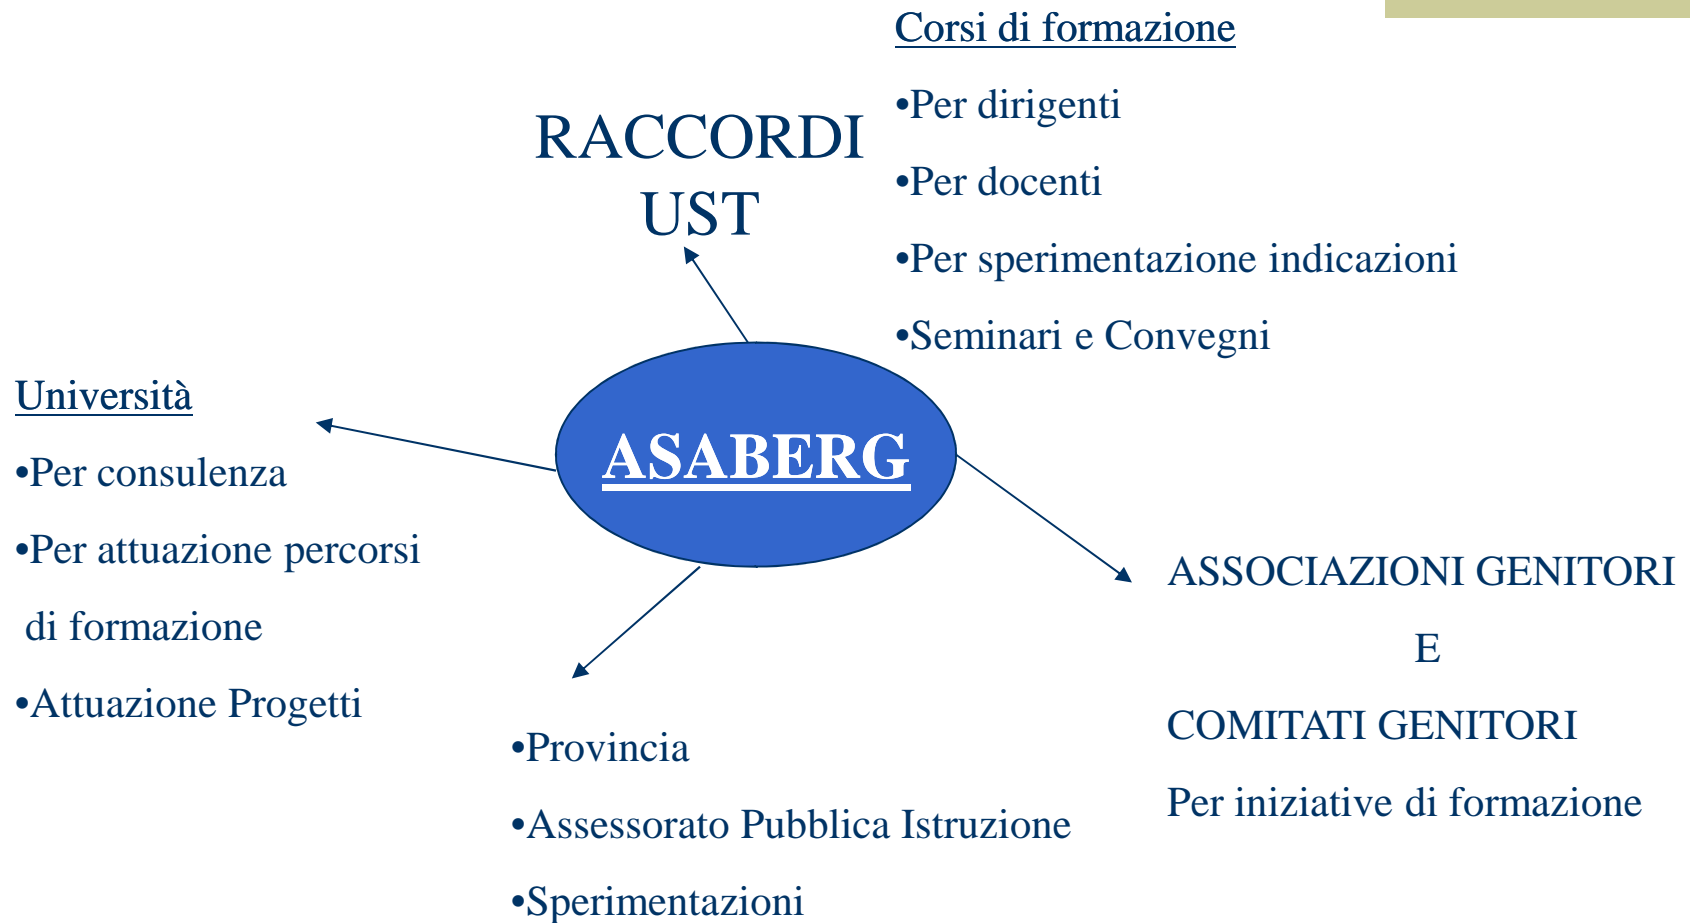 Corsi di formazione
•Per dirigenti
•Per docenti
•Per sperimentazione indicazioni
•Seminari e Convegni
RACCORDI
UST
Università
•Per consulenza
•Per attuazione percorsi
di formazione
•Attuazione Progetti
ASABERG
ASSOCIAZIONI GENITORI
E
COMITATI GENITORI
Per iniziative di formazione
•Provincia
•Assessorato Pubblica Istruzione
•Sperimentazioni